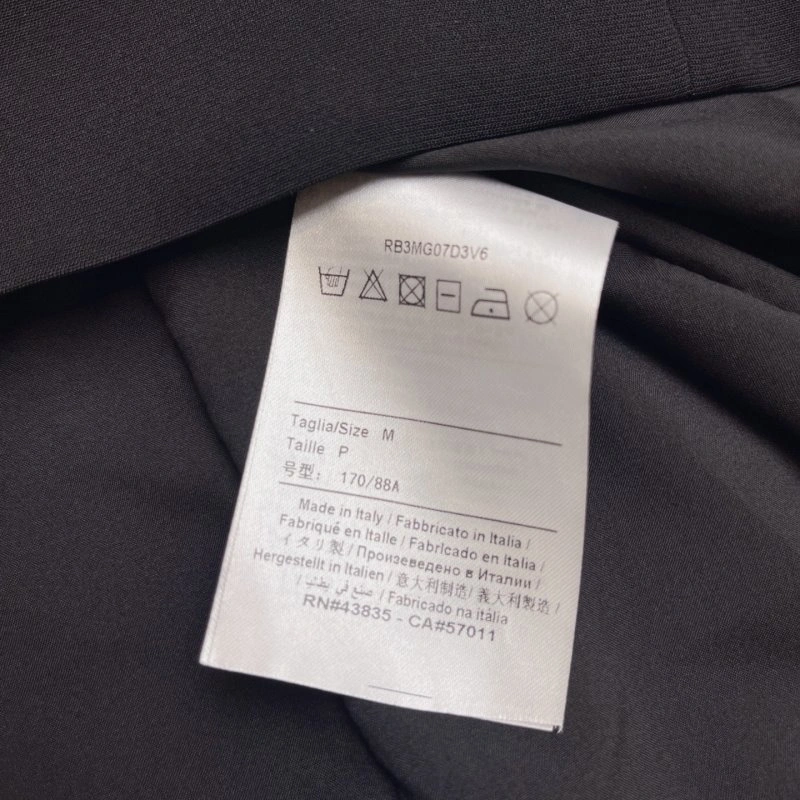 RB3MG07D3V6
Taglia/Size M
Taille P
号型: 170/88A
Made in Italy / Fabbricato in Italia /
Fabriqué en Italie / Fabricado en Italia /
イタリ製 / Произведено в Италии /
Hergestellt in Italien / 意大利制造 / 義大利製造 /
/ صنع في إيطاليا / Fabricado na itália
RN#43835 - CA#57011